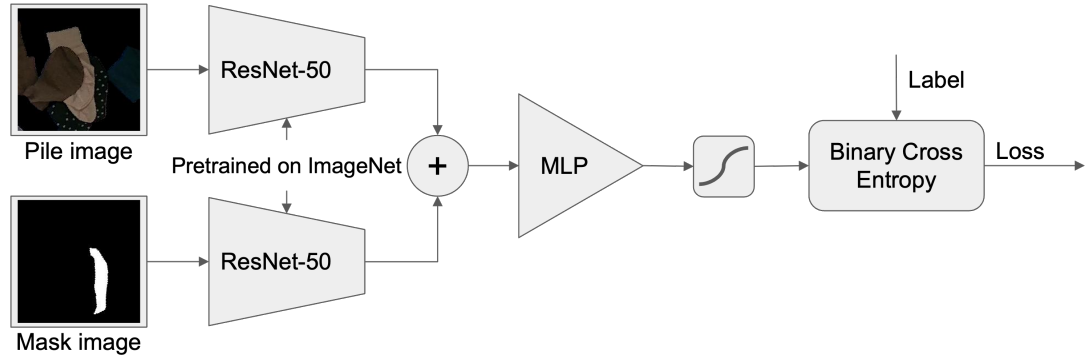 ResNet-50
Pile image
Pretrained on ImageNet
+
MLP
Label
Binary Cross
Entropy
Loss
ResNet-50
Mask image